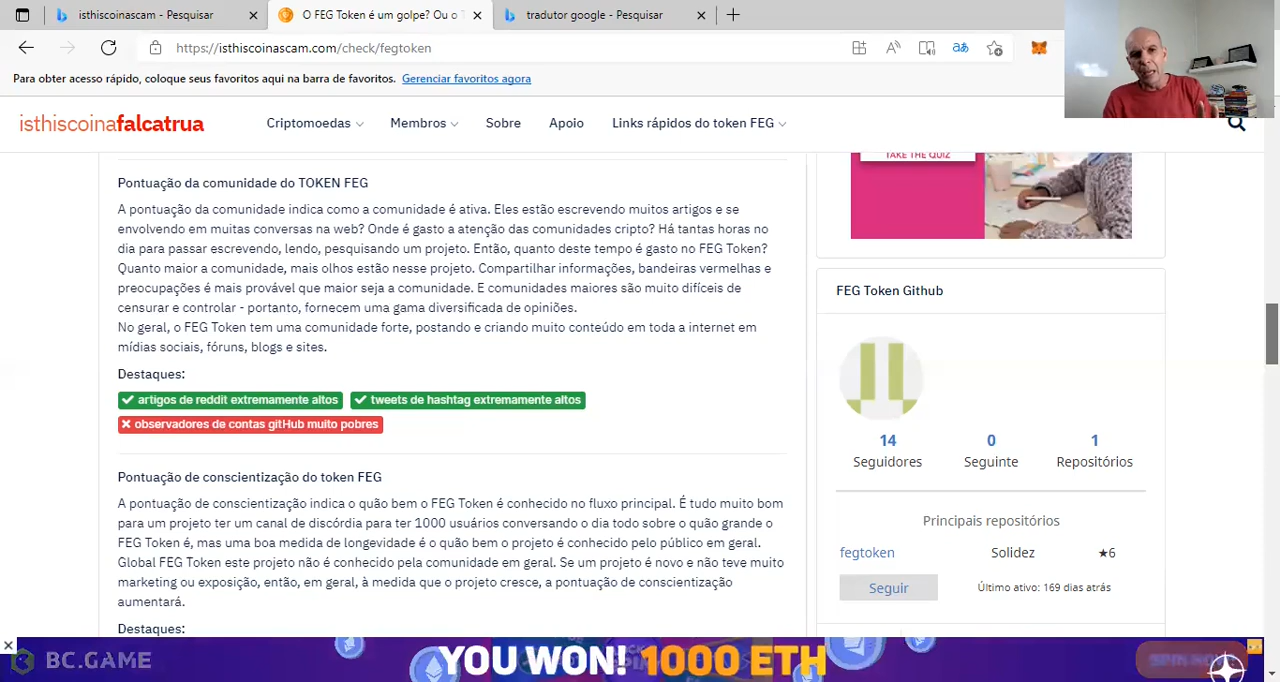 isthiscoinascam - Pesquisar
O FEG Token é um golpe? Ou o
tradutor google - Pesquisar
https://isthiscoinascam.com/check/fegtoken
Para obter acesso rápido, coloque seus favoritos aqui na barra de favoritos. Gerenciar favoritos agora
isthiscoinafalcatrua
Criptomoedas
Membros
Sobre
Apoio
Links rápidos do token FEG
Pontuação da comunidade do TOKEN FEG
A pontuação da comunidade indica como a comunidade é ativa. Eles estão escrevendo muitos artigos e se
envolvendo em muitas conversas na web? Onde é gasto a atenção das comunidades cripto? Há tantas horas no
dia para passar escrevendo, lendo, pesquisando um projeto. Então, quanto deste tempo é gasto no FEG Token?
Quanto maior a comunidade, mais olhos estão nesse projeto. Compartilhar informações, bandeiras vermelhas e
preocupações é mais provável que maior seja a comunidade. E comunidades maiores são muito difíceis de
censurar e controlar - portanto, fornecem uma gama diversificada de opiniões.
No geral, o FEG Token tem uma comunidade forte, postando e criando muito conteúdo em toda a internet em
mídias sociais, fóruns, blogs e sites.
Destaques:
artigos de reddit extremamente altos
tweets de hashtag extremamente altos
observadores de contas gitHub muito pobres
Pontuação de conscientização do token FEG
A pontuação de conscientização indica o quão bem o FEG Token é conhecido no fluxo principal. É tudo muito bom
para um projeto ter um canal de discórdia para ter 1000 usuários conversando o dia todo sobre o quão grande o
FEG Token é, mas uma boa medida de longevidade é o quão bem o projeto é conhecido pelo público em geral.
Global FEG Token este projeto não é conhecido pela comunidade em geral. Se um projeto é novo e não teve muito
marketing ou exposição, então, em geral, à medida que o projeto cresce, a pontuação de conscientização
aumentará.
Destaques:
TAKE THE QUIZ
FEG Token Github
14
0
1
Seguidores
Seguinte
Repositórios
Principais repositórios
fegtoken
Solidez
★6
Seguir
Último ativo: 169 dias atrás
BC.GAME
YOU WON! 1000 ETH